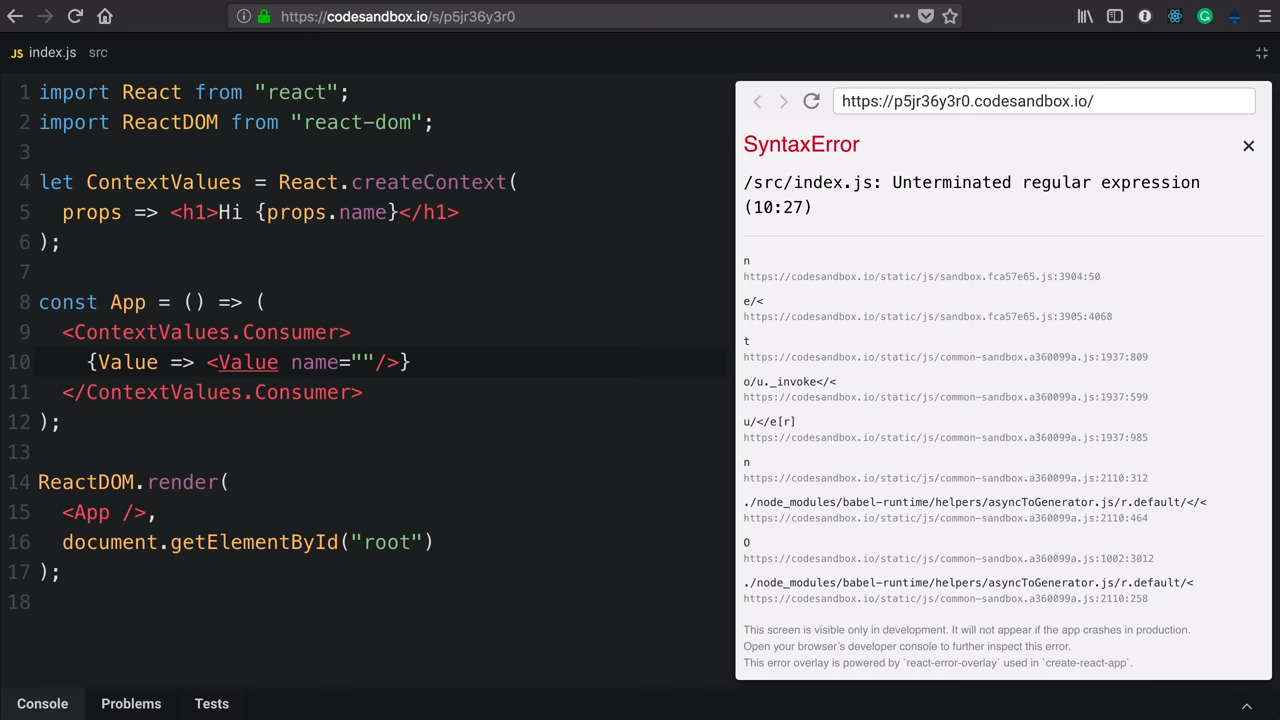 https://codesandbox.io/s/p5jr36y3r0
JS index.js src
1 import React from "react";
2 import ReactDOM from "react-dom";
3
4 let ContextValues = React.createContext(
5 props => <h1>Hi {props.name}</h1>
6 );
7
8 const App = () => (
9 <ContextValues.Consumer>
10 {Value => <Value name=""/>}
11 </ContextValues.Consumer>
12 );
13
14 ReactDOM.render(
15 <App />,
16 document.getElementById("root")
17 );
18
https://p5jr36y3r0.codesandbox.io/
SyntaxError
/src/index.js: Unterminated regular expression
(10:27)
n
https://codesandbox.io/static/js/sandbox.fca57e65.js:3904:50
e/<
https://codesandbox.io/static/js/sandbox.fca57e65.js:3905:4068
t
https://codesandbox.io/static/js/common-sandbox.a360099a.js:1937:809
o/u._invoke</<
https://codesandbox.io/static/js/common-sandbox.a360099a.js:1937:599
u/</e[r]
https://codesandbox.io/static/js/common-sandbox.a360099a.js:1937:985
n
https://codesandbox.io/static/js/common-sandbox.a360099a.js:2110:312
./node_modules/babel-runtime/helpers/asyncToGenerator.js/r.default/</<
https://codesandbox.io/static/js/common-sandbox.a360099a.js:2110:464
O
https://codesandbox.io/static/js/common-sandbox.a360099a.js:1002:3012
./node_modules/babel-runtime/helpers/asyncToGenerator.js/r.default/<
https://codesandbox.io/static/js/common-sandbox.a360099a.js:2110:258
This screen is visible only in development. It will not appear if the app crashes in production.
Open your browser's developer console to further inspect this error.
This error overlay is powered by `react-error-overlay` used in `create-react-app`.
Console Problems Tests